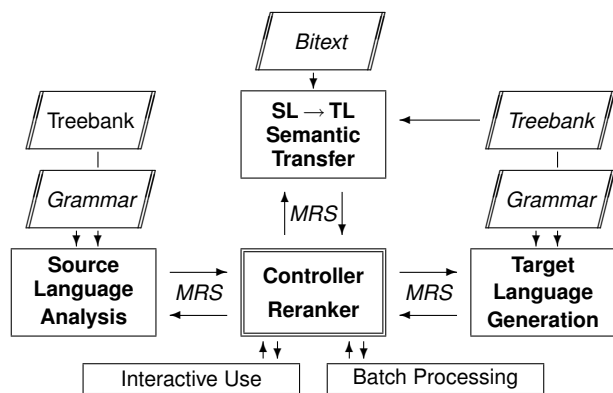 Bitext
Treebank
SL → TL
Semantic
Transfer
Treebank
Grammar
MRS
Grammar
Source
Language
Analysis
MRS
Controller
Reranker
MRS
Target
Language
Generation
Interactive Use
Batch Processing